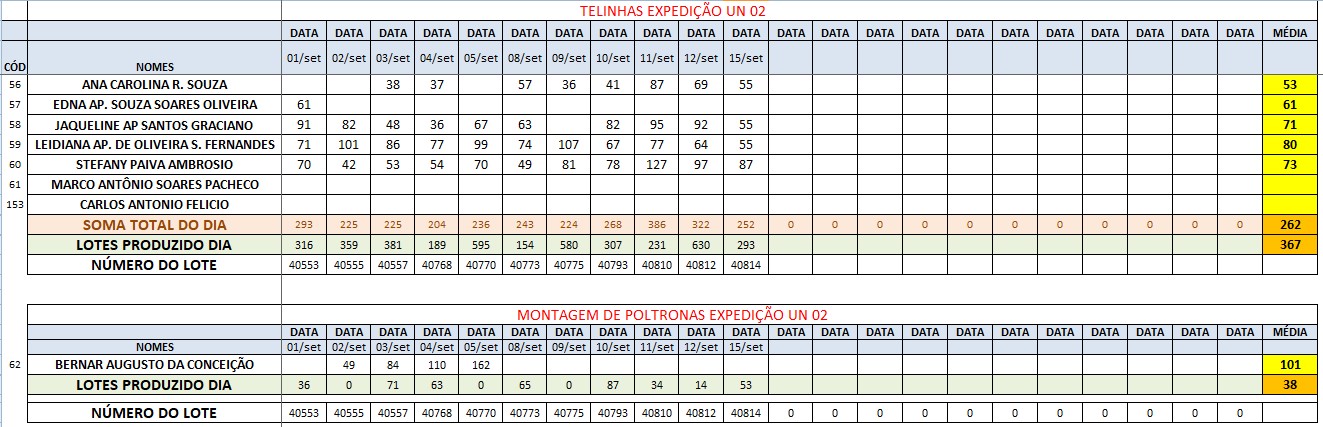 TELINHAS EXPEDIÇÃO UN 02
DATA DATA DATA DATA DATA DATA DATA DATA DATA DATA DATA DATA DATA DATA DATA DATA DATA DATA DATA DATA DATA DATA MÉDIA
CÓD NOMES 01/set 02/set 03/set 04/set 05/set 08/set 09/set 10/set 11/set 12/set 15/set
56 ANA CAROLINA R. SOUZA 38 37 57 36 41 87 69 55 53
57 EDNA AP. SOUZA SOARES OLIVEIRA 61 61
58 JAQUELINE AP SANTOS GRACIANO 91 82 48 36 67 63 82 95 92 55 71
59 LEIDIANA AP. DE OLIVEIRA S. FERNANDES 71 101 86 77 99 74 107 67 77 64 55 80
60 STEFANY PAIVA AMBROSIO 70 42 53 54 70 49 81 78 127 97 87 73
61 MARCO ANTÔNIO SOARES PACHECO
153 CARLOS ANTONIO FELICIO
SOMA TOTAL DO DIA 293 225 225 204 236 243 224 268 386 322 252 0 0 0 0 0 0 0 0 0 0 0 262
LOTES PRODUZIDO DIA 316 359 381 189 595 154 580 307 231 630 293 367
NÚMERO DO LOTE 40553 40555 40557 40768 40770 40773 40775 40793 40810 40812 40814
MONTAGEM DE POLTRONAS EXPEDIÇÃO UN 02
DATA DATA DATA DATA DATA DATA DATA DATA DATA DATA DATA DATA DATA DATA DATA DATA DATA DATA DATA DATA DATA DATA MÉDIA
NOMES 01/set 02/set 03/set 04/set 05/set 08/set 09/set 10/set 11/set 12/set 15/set
62 BERNAR AUGUSTO DA CONCEIÇÃO 49 84 110 162 101
LOTES PRODUZIDO DIA 36 0 71 63 0 65 0 87 34 14 53 38
NÚMERO DO LOTE 40553 40555 40557 40768 40770 40773 40775 40793 40810 40812 40814 0 0 0 0 0 0 0 0 0 0 0